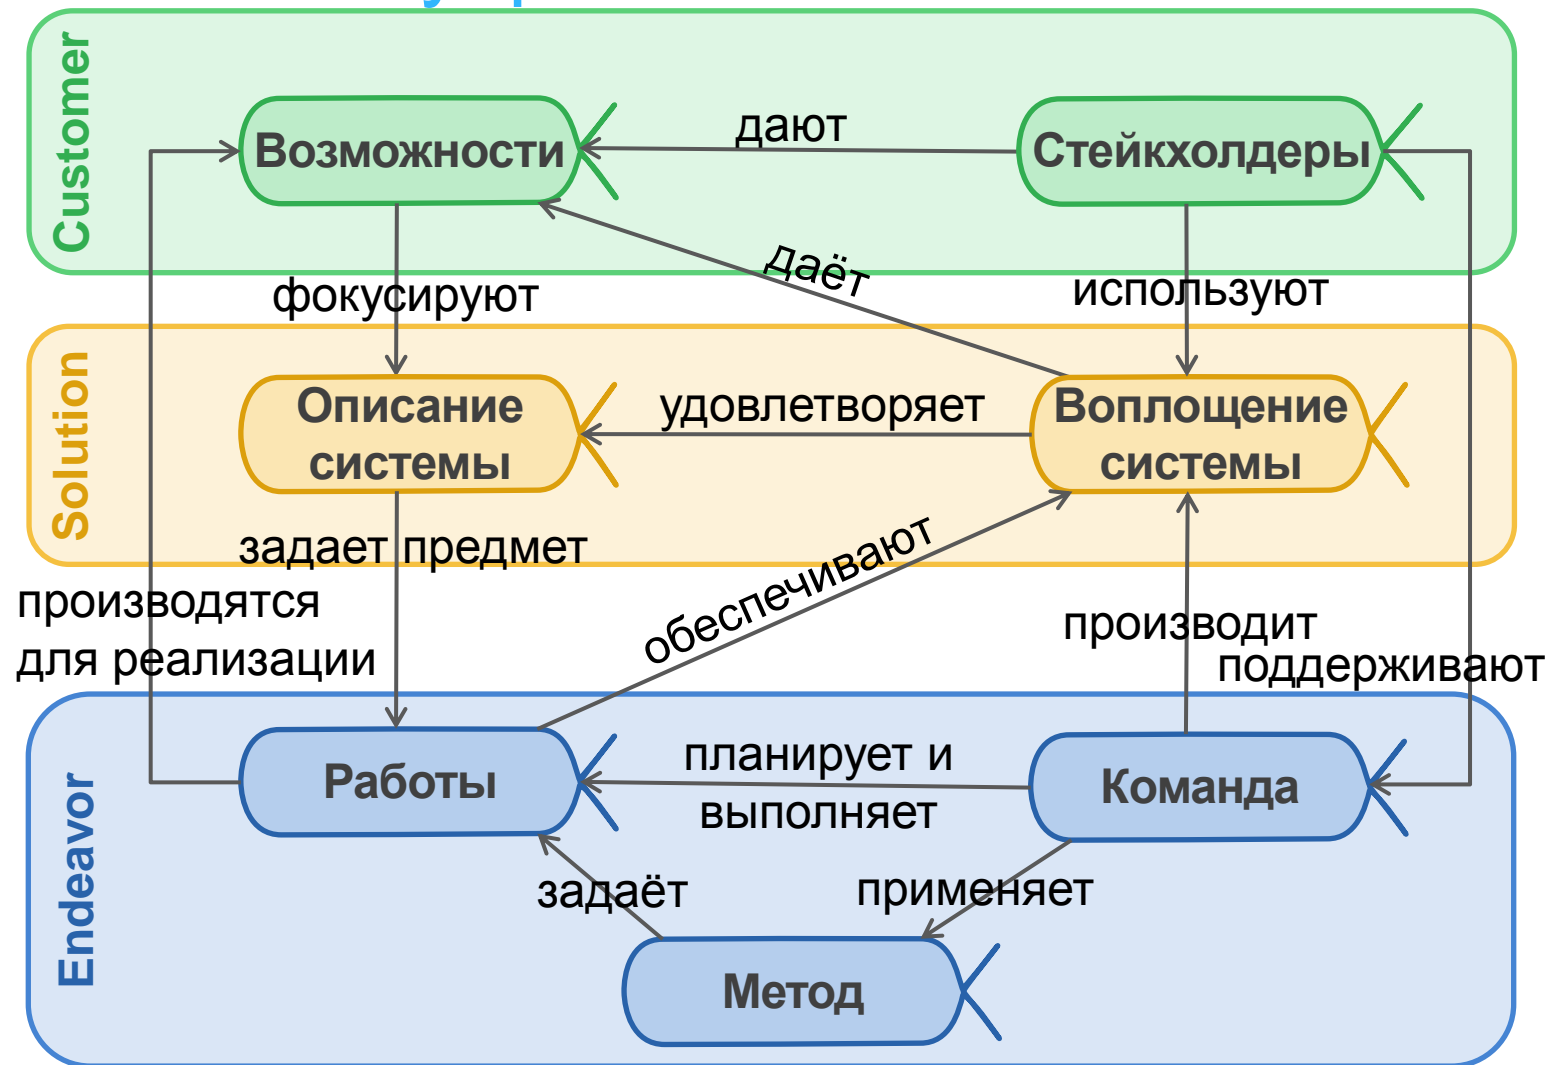 Customer
Возможности
дают
Стейкхолдеры
фокусируют
даёт
используют
Solution
Описание
системы
удовлетворяет
Воплощение
системы
задает предмет
обеспечивают
производятся
для реализации
производит
поддерживают
Endeavor
Работы
планирует и
выполняет
Команда
задаёт
применяет
Метод